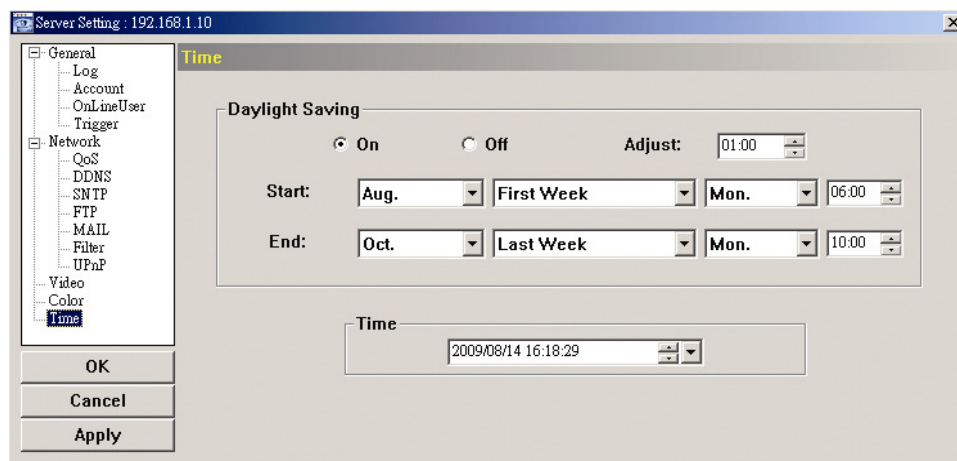 Server Setting : 192.168.1.10
General
Log
Account
OnLineUser
Trigger
Network
QoS
DDNS
SNTP
FTP
MAIL
Filter
UPnP
Video
Color
Time
OK
Cancel
Apply
Time
Daylight Saving
On Off Adjust: 01:00
Start: Aug. First Week Mon. 06:00
End: Oct. Last Week Mon. 10:00
Time
2009/08/14 16:18:29